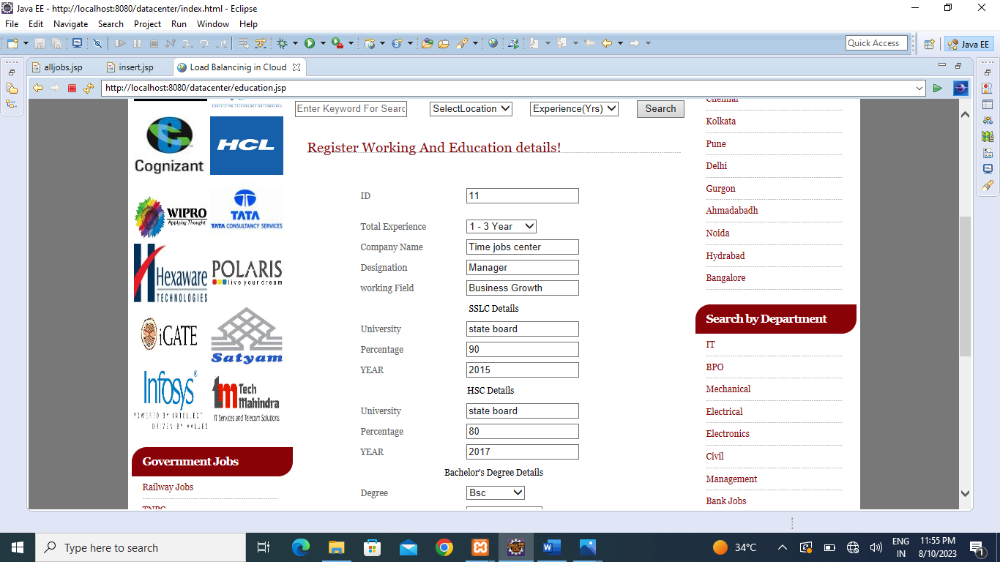 Java EE - http://localhost:8080/datacenter/index.html - Eclipse
File Edit Navigate Search Project Run Window Help
Quick Access
Java EE
alljobs.jsp
insert.jsp
Load Balancinig in Cloud
http://localhost:8080/datacenter/education.jsp
CONSULTING.TECHNOLOGY.OUTSOURCING
Cognizant
HCL
WIPRO
Applying Thought
TATA
TATA CONSULTANCY SERVICES
Hexaware
TECHNOLOGIES
POLARIS
live your dream
iGATE
Satyam
Infosys®
POWERED BY INTELLECT
DRIVEN BY VALUES
Tech
Mahindra
IT Services and Telecom Solutions
Government Jobs
Railway Jobs
TNPC
Enter Keyword For Searc
SelectLocation
Experience(Yrs)
Search
Register Working And Education details!
ID 11
Total Experience 1 - 3 Year
Company Name Time jobs center
Designation Manager
working Field Business Growth
SSLC Details
University state board
Percentage 90
YEAR 2015
HSC Details
University state board
Percentage 80
YEAR 2017
Bachelor's Degree Details
Degree Bsc
Chennai
Kolkata
Pune
Delhi
Gurgon
Ahmadabadh
Noida
Hydrabad
Bangalore
Search by Department
IT
BPO
Mechanical
Electrical
Electronics
Civil
Management
Bank Jobs
Type here to search
34°C
ENG
IN
11:55 PM
8/10/2023
1